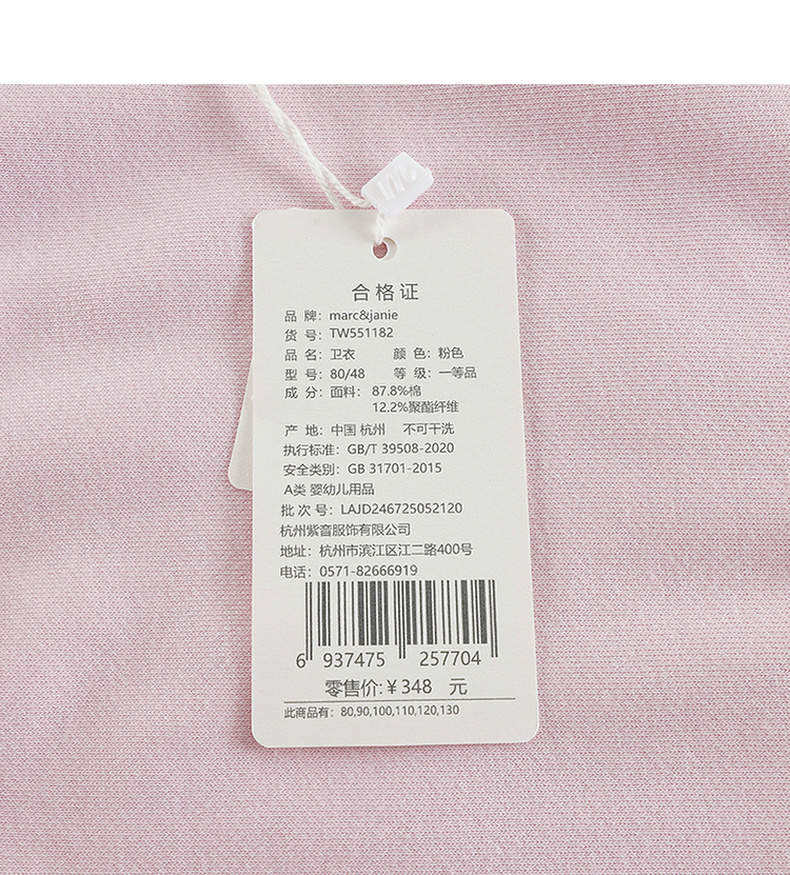 合格证
品 牌：marc&janie
货 号：TW551182
品 名：卫衣 颜 色：粉色
型 号：80/48 等 级：一等品
成 分：面料： 87.8%棉
12.2%聚酯纤维
产 地：中国 杭州 不可干洗
执行标准：GB/T 39508-2020
安全类别：GB 31701-2015
A类 婴幼儿用品
批 次 号：LAJD246725052120
杭州紫音服饰有限公司
地址：杭州市滨江区江二路400号
电话：0571-82666919
6 937475 257704
零售价:￥348 元
此商品有：80,90,100,110,120,130